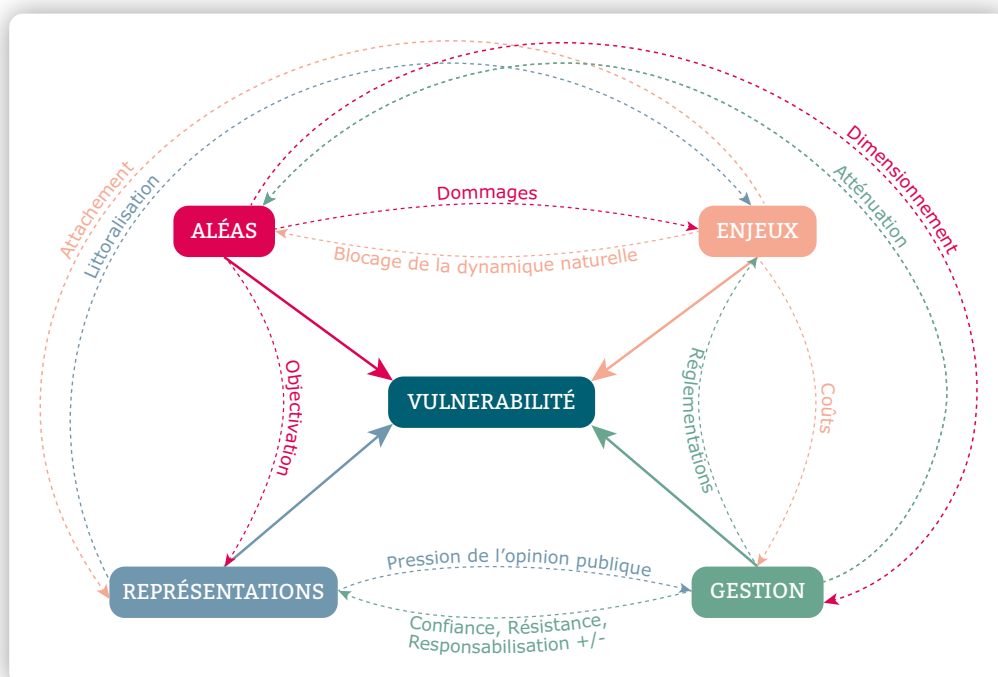 Dimensionnement
Attachement
Littoralisation
Atténuation
Dommages
ALÉAS
ENJEUX
Blocage de la dynamique naturelle
Objectivation
Réglementations
Coûts
VULNERABILITÉ
Pression de l'opinion publique
REPRÉSENTATIONS
GESTION
Confiance, Résistance,
Responsabilisation +/-